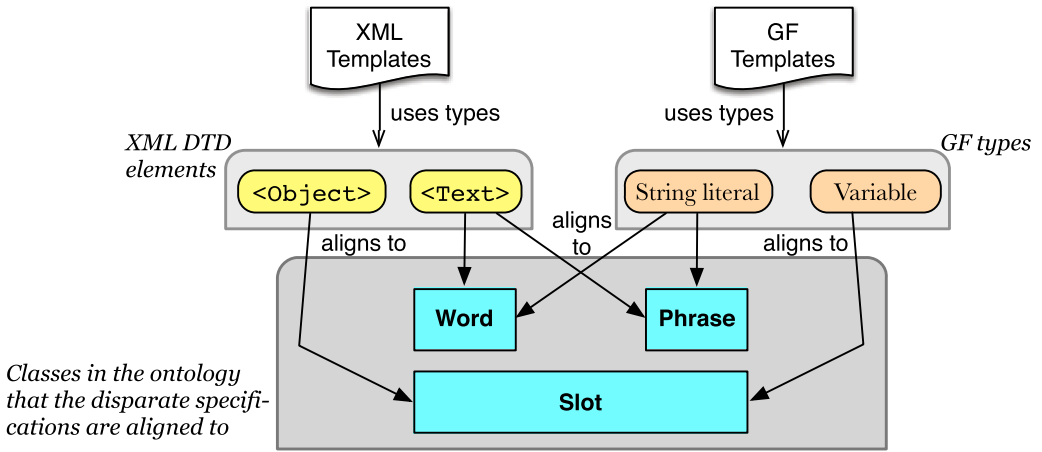 XML
Templates
GF
Templates
uses types
uses types
XML DTD
elements
GF types
<Object>
<Text>
String literal
Variable
aligns to
aligns
to
aligns to
Word
Phrase
Classes in the ontology
that the disparate specifi-
cations are aligned to
Slot